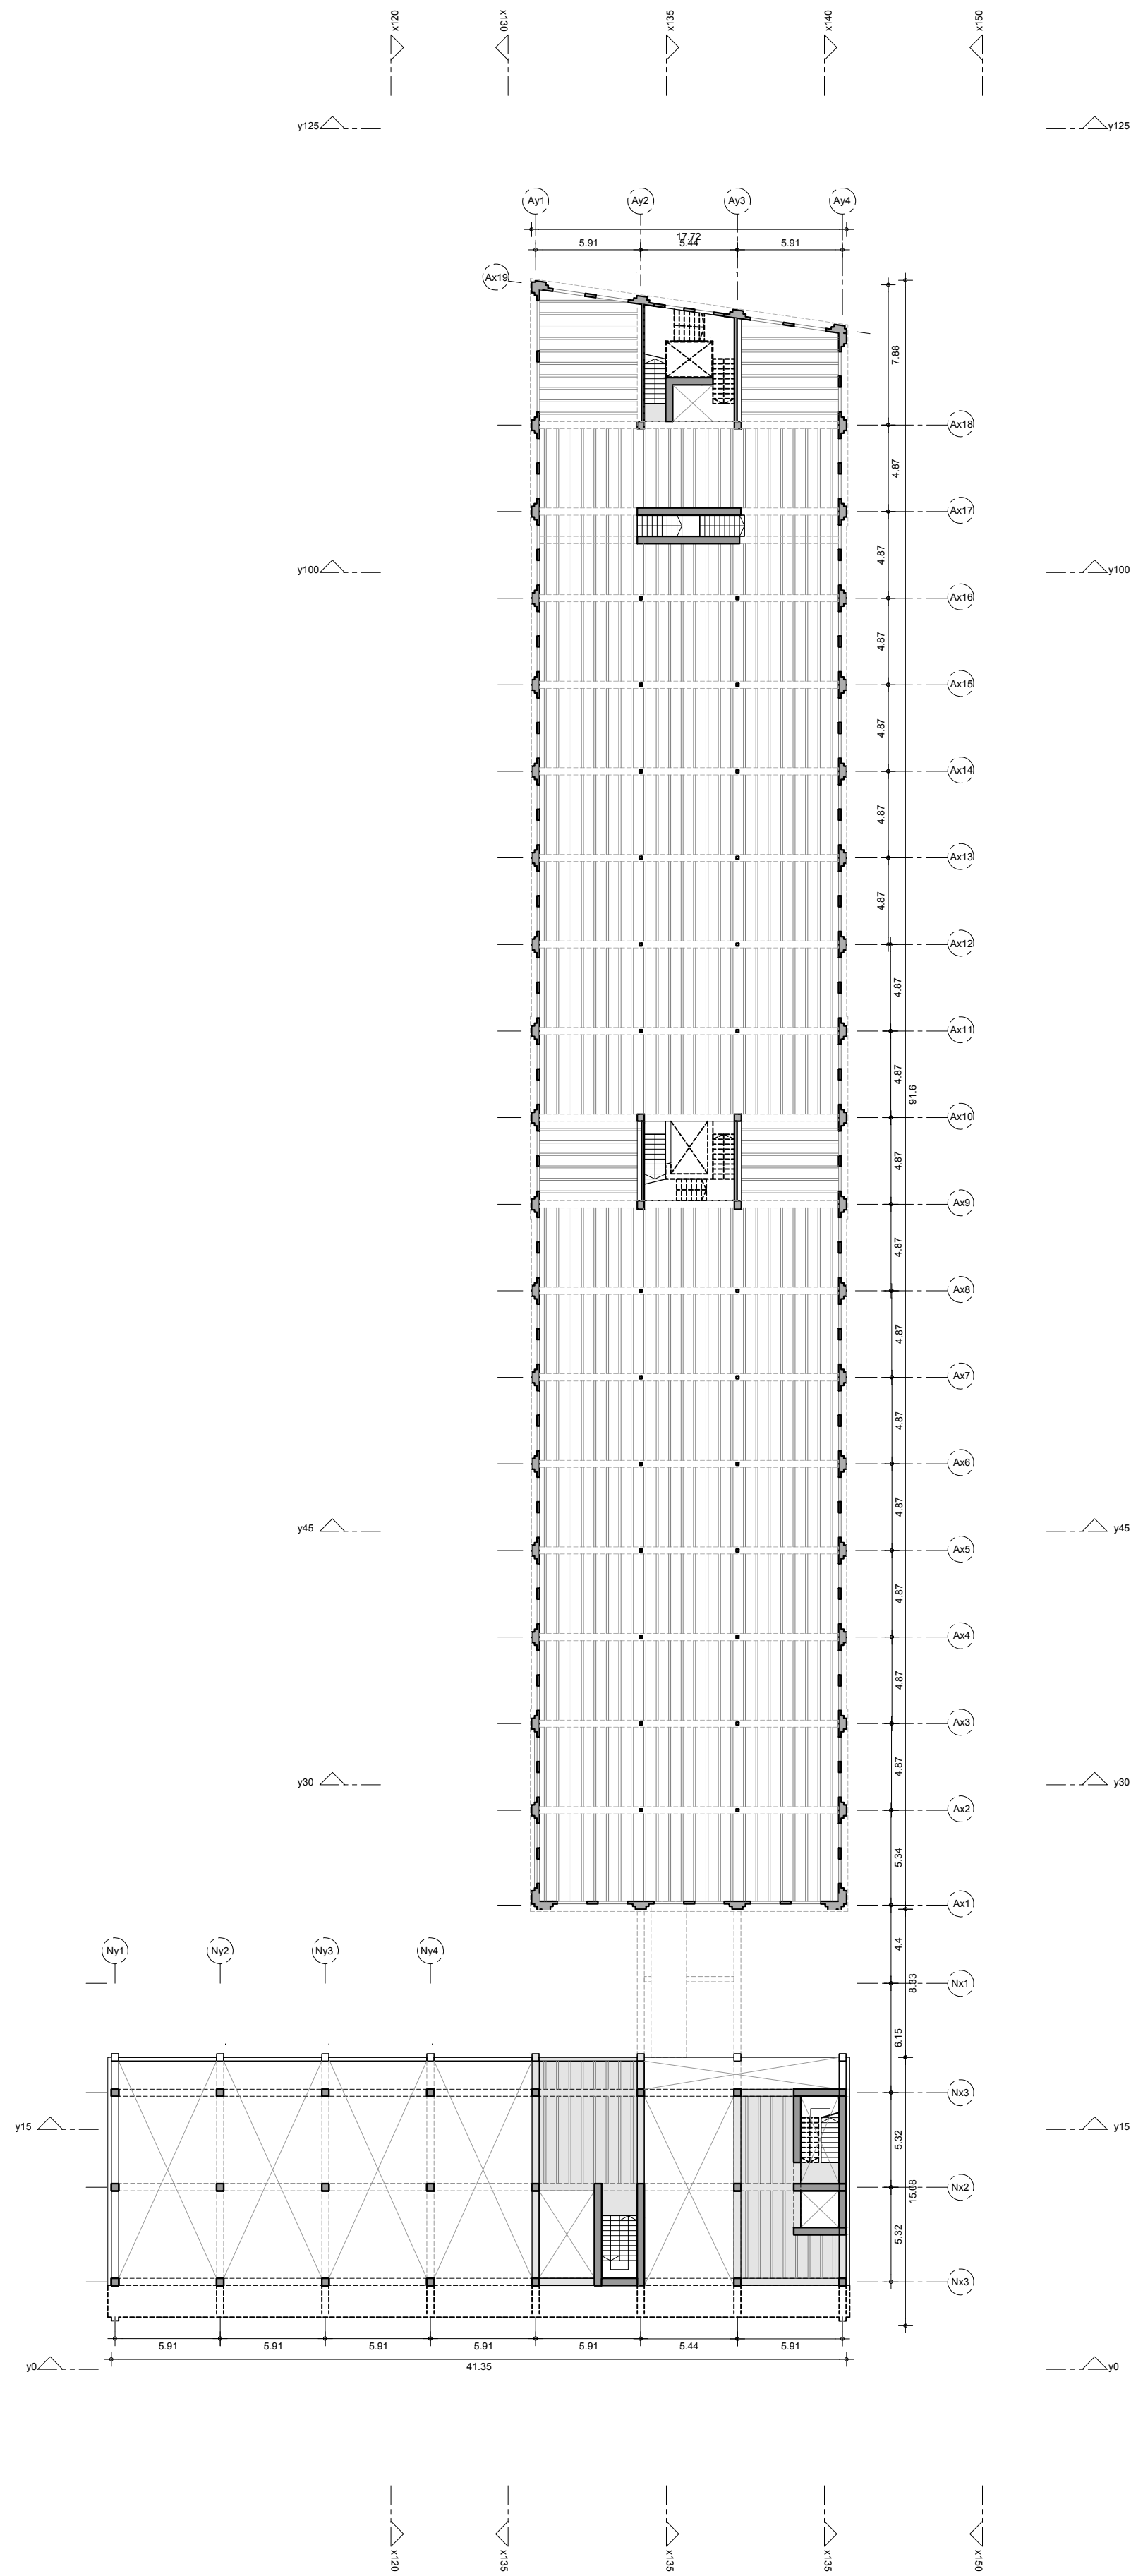 x120 x130 x135 x140 x150
y125 y125
Ay1 Ay2 Ay3 Ay4
17.72
5.91 5.44 5.91
Ax19
7.88
Ax18
4.87
Ax17
4.87
y100 y100
Ax16
4.87
Ax15
4.87
Ax14
4.87
Ax13
4.87
Ax12
4.87
Ax11
4.87
91.6
Ax10
4.87
Ax9
4.87
Ax8
4.87
Ax7
4.87
Ax6
4.87
y45 y45
Ax5
4.87
Ax4
4.87
Ax3
4.87
y30 y30
Ax2
5.34
Ax1
4.4
Ny1 Ny2 Ny3 Ny4
Nx1
8.33
6.15
Nx3
y15 y15
5.32
Nx2
15.08
5.32
Nx3
5.91 5.91 5.91 5.91 5.91 5.44 5.91
y0 y0
41.35
x120 x135 x135 x135 x150